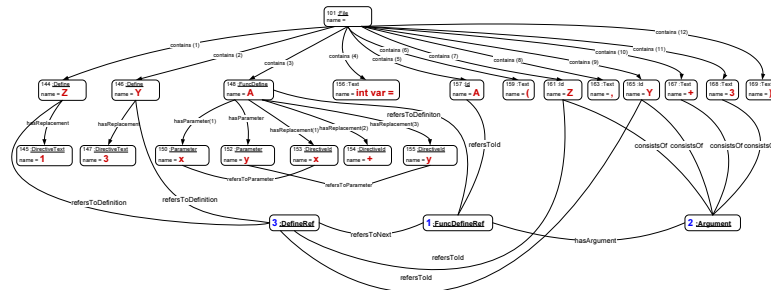 101 :File
name =
contains (1)
contains (2)
contains (3)
contains (4)
contains (5)
contains (6)
contains (7)
contains (8)
contains (9)
contains (10)
contains (11)
contains (12)
144 :Define
name = Z
146 :Define
name = Y
148 :FuncDefine
name = A
156 :Text
name = int var =
157 :Id
name = A
159 :Text
name = (
161 :Id
name = Z
163 :Text
name = ,
165 :Id
name = Y
167 :Text
name = +
168 :Text
name = 3
169 :Text
name = )
hasReplacement
hasReplacement
hasParameter(1)
hasParameter
hasReplacement(1)
hasReplacement(2)
hasReplacement(3)
refersToDefiniton
refersToId
consistsOf
consistsOf
consistsOf
consistsO
145 :DirectiveText
name = 1
147 :DirectiveText
name = 3
150 :Parameter
name = x
152 :Parameter
name = y
153 :DirectiveId
name = x
154 :DirectiveId
name = +
155 :DirectiveId
name = y
refersToParameter
refersToParameter
refersToDefinition
refersToDefinition
3 :DefineRef
refersToNext
1 :FuncDefineRef
hasArgument
2 :Argument
refersToId
refersToId